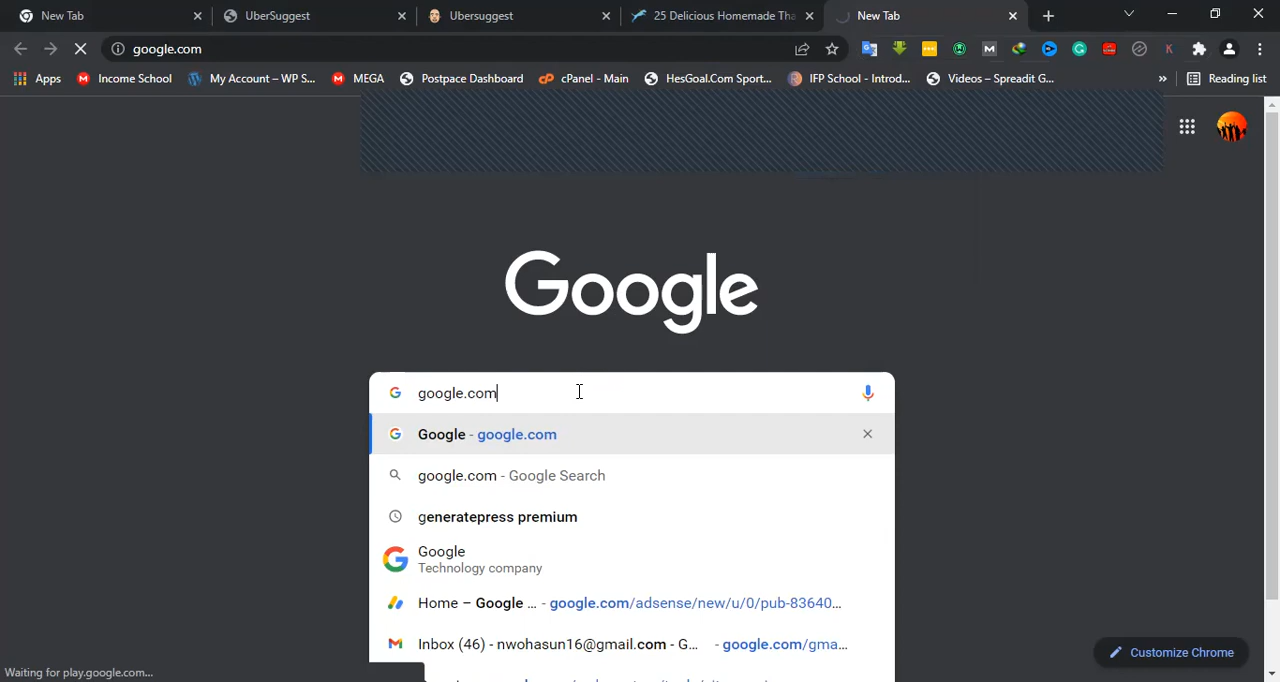 New Tab
UberSuggest
Ubersuggest
25 Delicious Homemade Tha
New Tab
google.com
Apps
Income School
My Account – WP S...
MEGA
Postpace Dashboard
cPanel - Main
HesGoal.Com Sport...
IFP School - Introd...
Videos – Spreadit G...
»
Reading list
Google
google.com
Google - google.com
google.com - Google Search
generatepress premium
Google
Technology company
Home – Google ... - google.com/adsense/new/u/0/pub-83640...
Inbox (46) - nwohasun16@gmail.com - G... - google.com/gma...
Customize Chrome
Waiting for play.google.com...